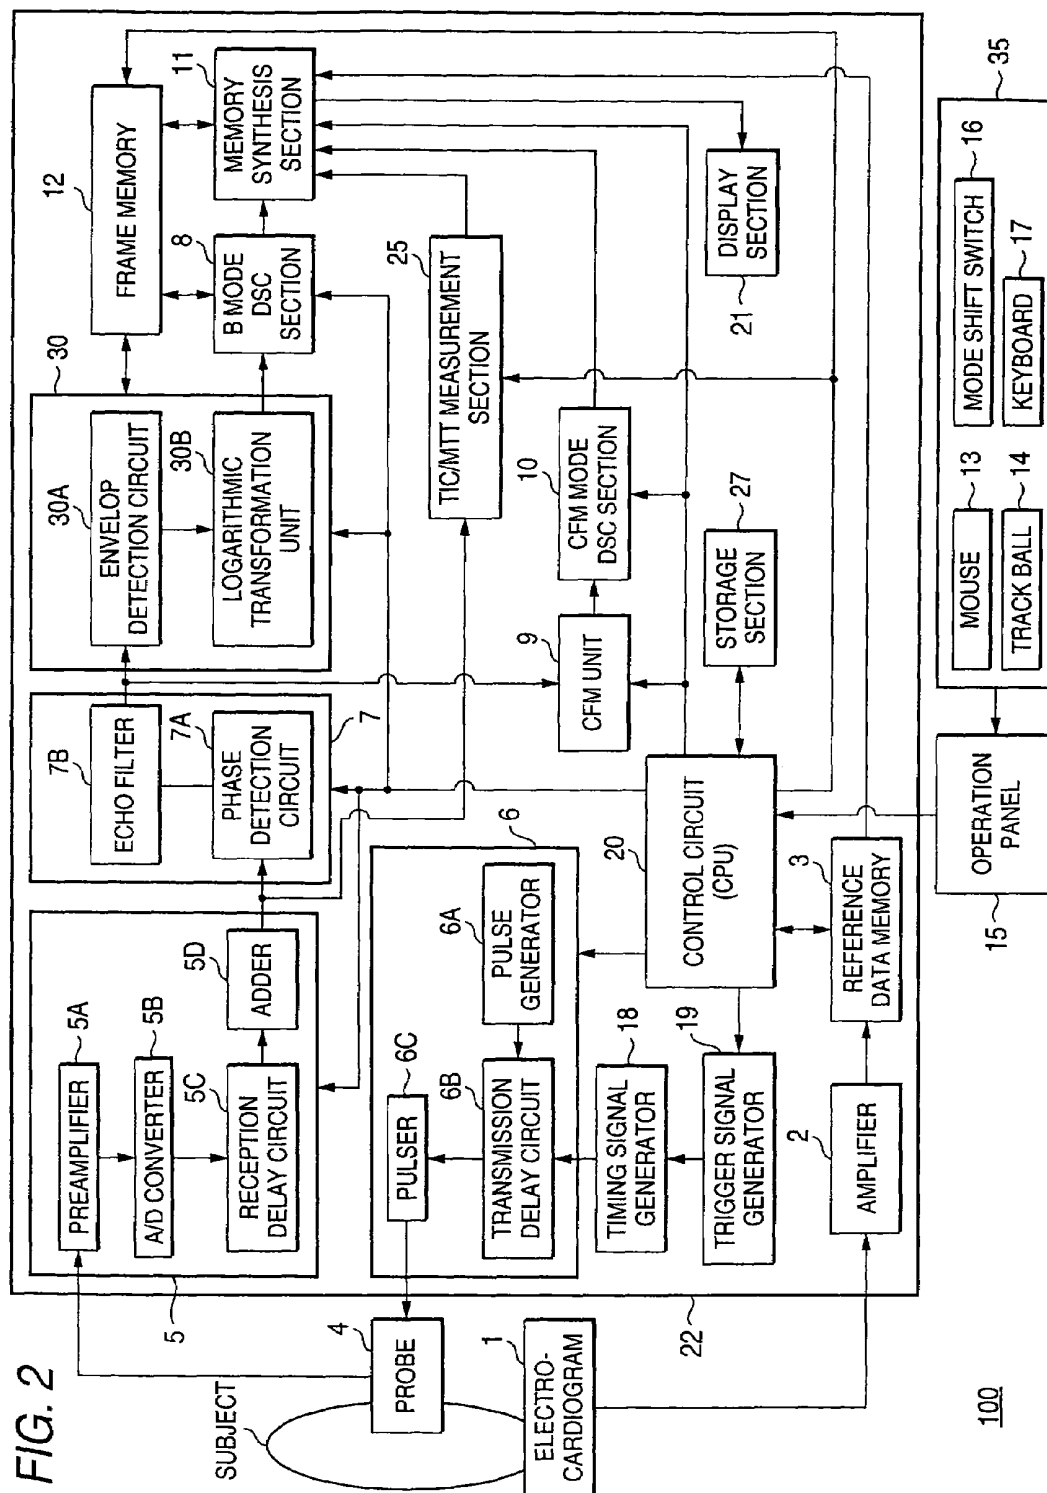 FIG. 2
SUBJECT
4
PROBE
1
ELECTRO-
CARDIOGRAM
100
22
5
5A
PREAMPLIFIER
5B
A/D CONVERTER
5C
RECEPTION
DELAY CIRCUIT
5D
ADDER
7
7B
ECHO FILTER
7A
PHASE
DETECTION
CIRCUIT
30
30A
ENVELOP
DETECTION CIRCUIT
30B
LOGARITHMIC
TRANSFORMATION
UNIT
12
FRAME MEMORY
8
B MODE
DSC
SECTION
11
MEMORY
SYNTHESIS
SECTION
6
6C
PULSER
6B
TRANSMISSION
DELAY CIRCUIT
6A
PULSE
GENERATOR
25
TIC/MTT MEASUREMENT
SECTION
9
CFM UNIT
10
CFM MODE
DSC SECTION
18
TIMING SIGNAL
GENERATOR
19
TRIGGER SIGNAL
GENERATOR
20
CONTROL CIRCUIT
(CPU)
27
STORAGE
SECTION
21
DISPLAY
SECTION
2
AMPLIFIER
3
REFERENCE
DATA MEMORY
15
OPERATION
PANEL
35
13
MOUSE
16
MODE SHIFT SWITCH
14
TRACK BALL
17
KEYBOARD